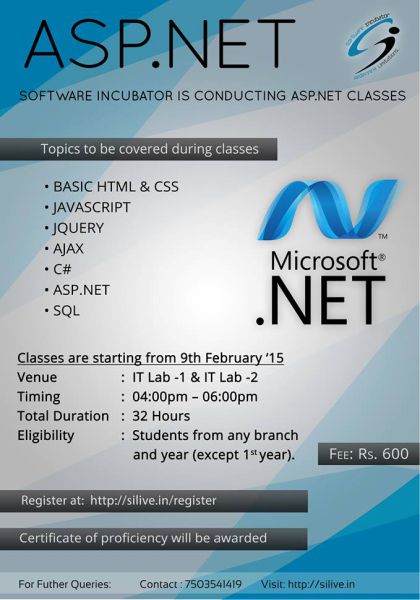 ASP.NET
Software Incubator
SOFTWARE INCUBATOR IS CONDUCTING ASP.NET CLASSES
Topics to be covered during classes
• BASIC HTML & CSS
• JAVASCRIPT
• JQUERY
• AJAX
• C#
• ASP.NET
• SQL
TM
Microsoft®
.NET
Classes are starting from 9th February ‘15
Venue : IT Lab -1 & IT Lab -2
Timing : 04:00pm – 06:00pm
Total Duration : 32 Hours
Eligibility : Students from any branch
and year (except 1st year).
FEE: RS. 600
Register at: http://silive.in/register
Certificate of proficiency will be awarded
For Futher Queries: Contact : 7503541419 Visit: http://silive.in